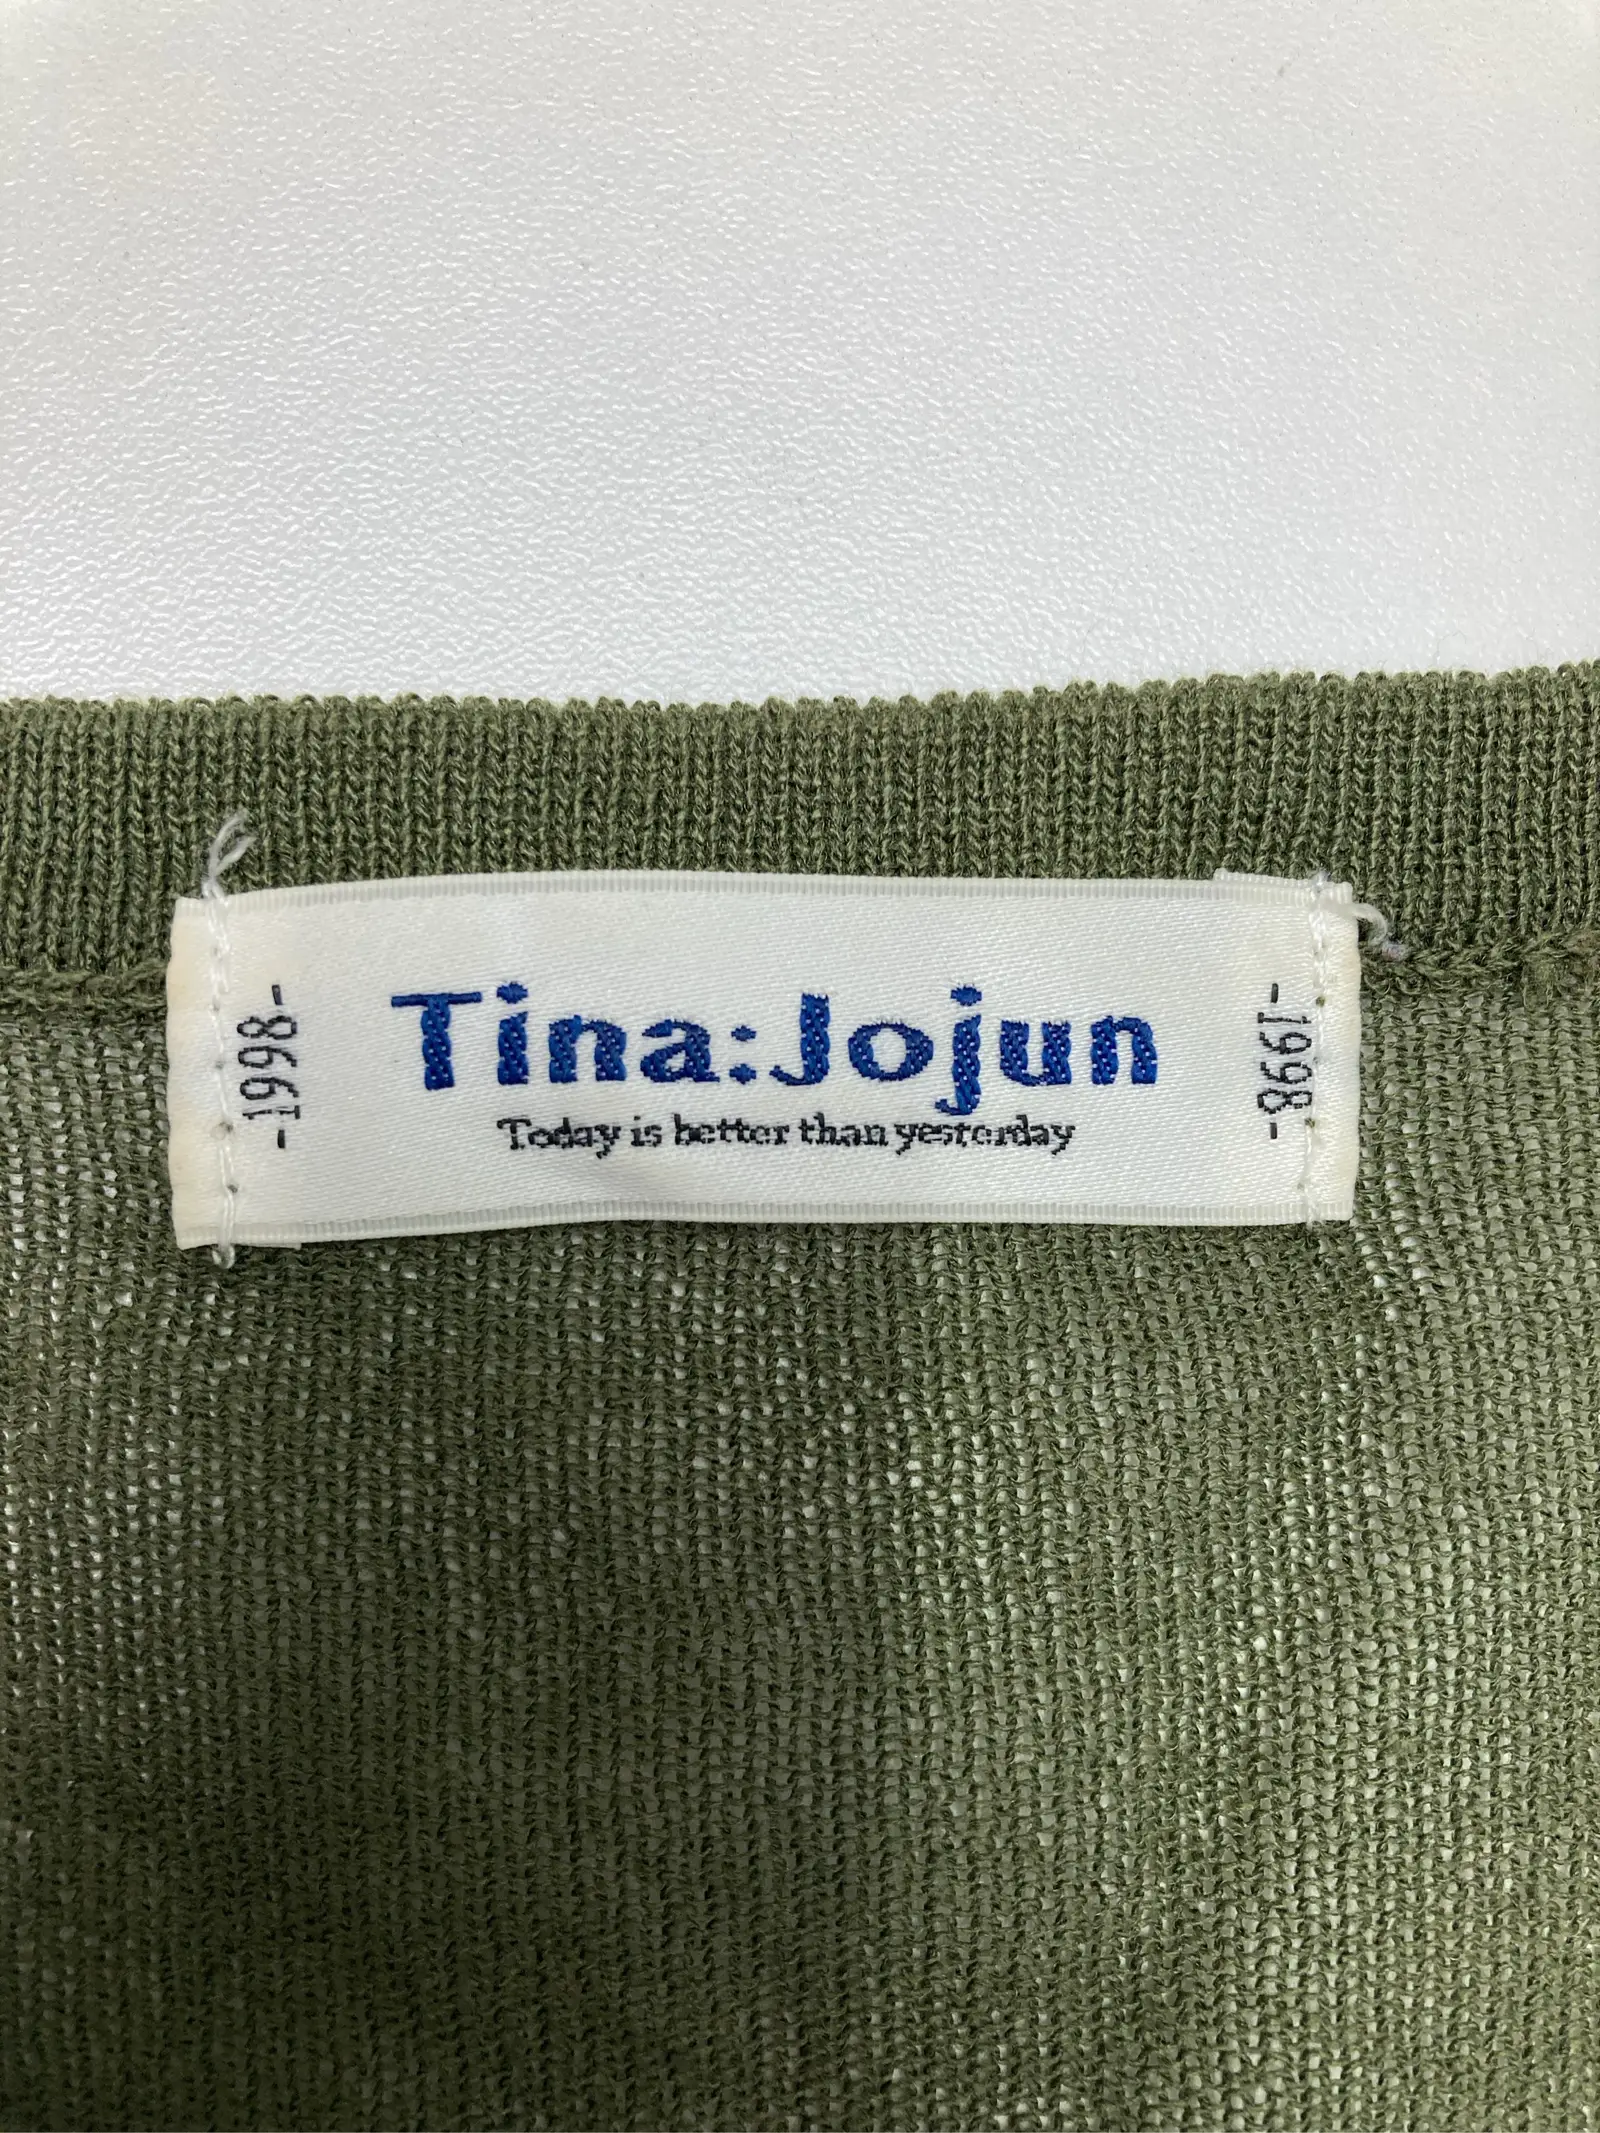 -1998-
Tina:Jojun
Today is better than yesterday
-1998-